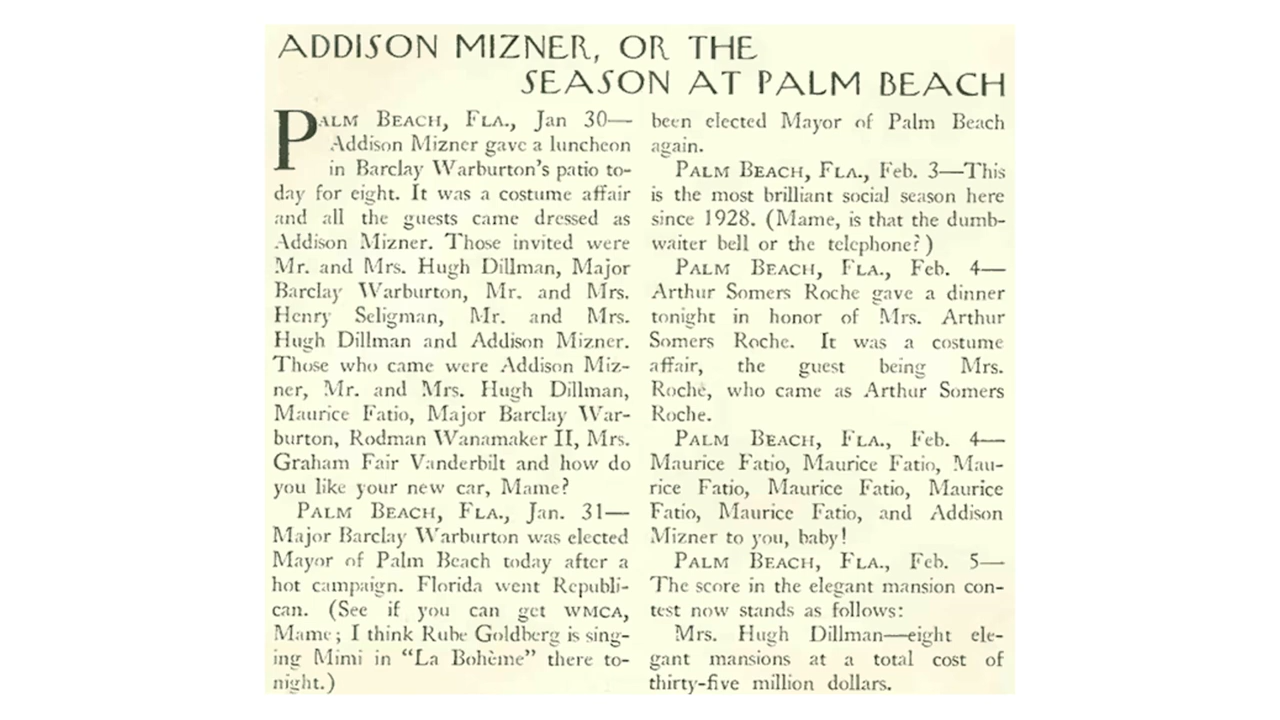 ADDISON MIZNER, OR THE
SEASON AT PALM BEACH
PALM BEACH, FLA., Jan 30—
Addison Mizner gave a luncheon
in Barclay Warburton's patio to-
day for eight. It was a costume affair
and all the guests came dressed as
Addison Mizner. Those invited were
Mr. and Mrs. Hugh Dillman, Major
Barclay Warburton, Mr. and Mrs.
Henry Seligman, Mr. and Mrs.
Hugh Dillman and Addison Mizner.
Those who came were Addison Miz-
ner, Mr. and Mrs. Hugh Dillman,
Maurice Fatio, Major Barclay War-
burton, Rodman Wanamaker II, Mrs.
Graham Fair Vanderbilt and how do
you like your new car, Mame?
PALM BEACH, FLA., Jan. 31—
Major Barclay Warburton was elected
Mayor of Palm Beach today after a
hot campaign. Florida went Republi-
can. (See if you can get WMCA,
Mame; I think Rube Goldberg is sing-
ing Mimi in "La Bohème" there to-
night.)
been elected Mayor of Palm Beach
again.
PALM BEACH, FLA., Feb. 3—This
is the most brilliant social season here
since 1928. (Mame, is that the dumb-
waiter bell or the telephone?)
PALM BEACH, FLA., Feb. 4—
Arthur Somers Roche gave a dinner
tonight in honor of Mrs. Arthur
Somers Roche. It was a costume
affair, the guest being Mrs.
Roche, who came as Arthur Somers
Roche.
PALM BEACH, FLA., Feb. 4—
Maurice Fatio, Maurice Fatio, Mau-
rice Fatio, Maurice Fatio, Maurice
Fatio, Maurice Fatio, and Addison
Mizner to you, baby!
PALM BEACH, FLA., Feb. 5—
The score in the elegant mansion con-
test now stands as follows:
Mrs. Hugh Dillman—eight ele-
gant mansions at a total cost of
thirty-five million dollars.